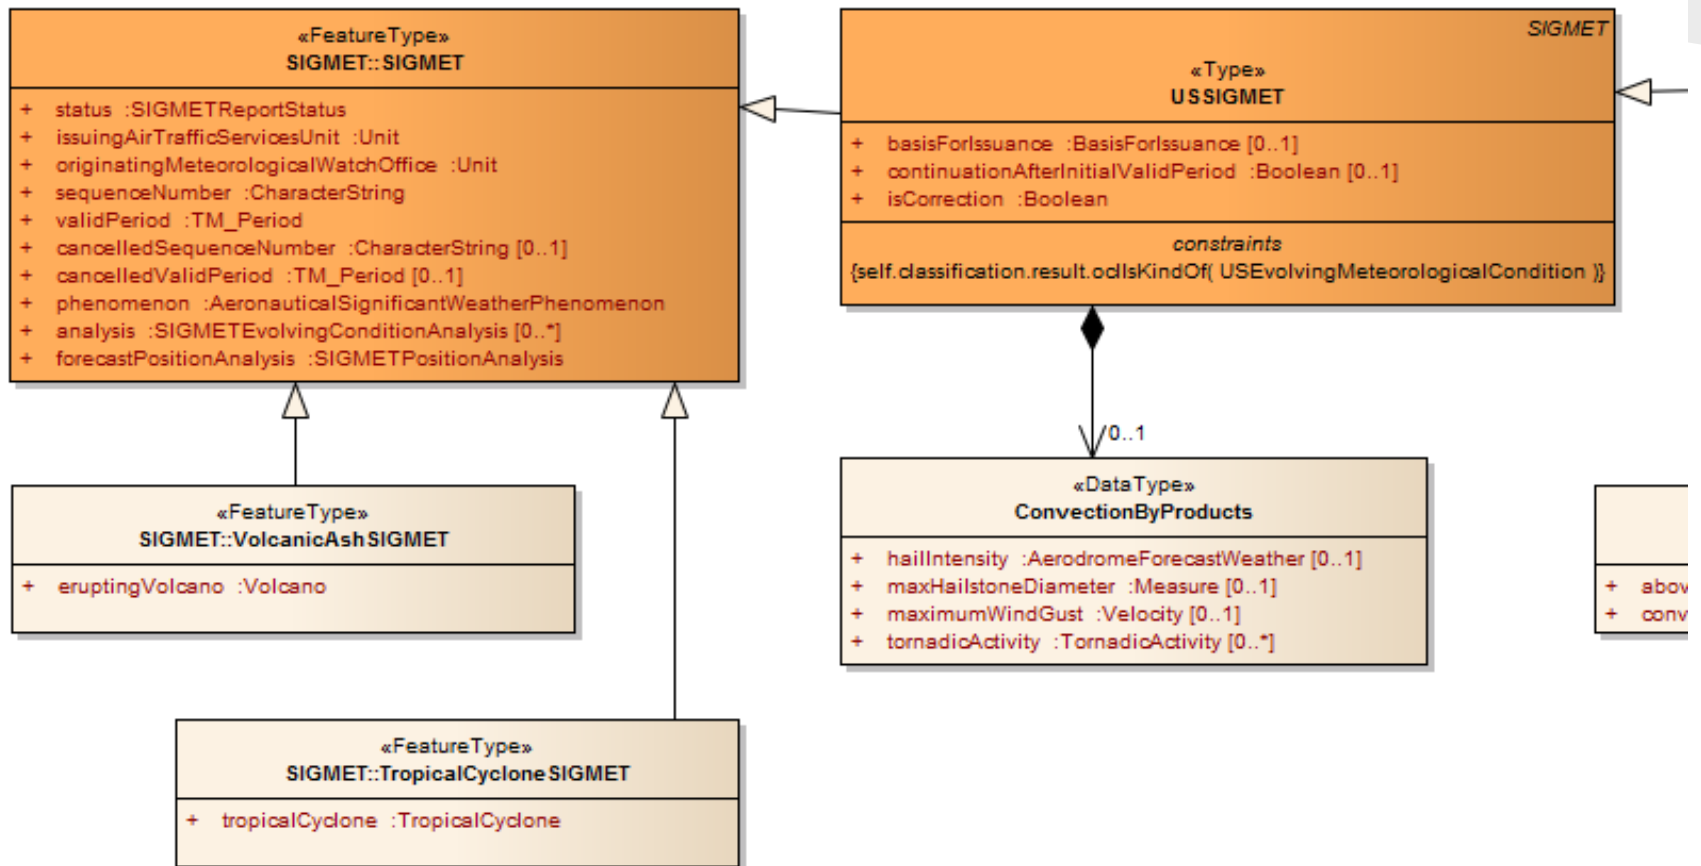 «FeatureType»
SIGMET::SIGMET
+ status :SIGMETReportStatus
+ issuingAirTrafficServicesUnit :Unit
+ originatingMeteorologicalWatchOffice :Unit
+ sequenceNumber :CharacterString
+ validPeriod :TM_Period
+ cancelledSequenceNumber :CharacterString [0..1]
+ cancelledValidPeriod :TM_Period [0..1]
+ phenomenon :AeronauticalSignificantWeatherPhenomenon
+ analysis :SIGMETEvolvingConditionAnalysis [0..*]
+ forecastPositionAnalysis :SIGMETPositionAnalysis
SIGMET
«Type»
USSIGMET
+ basisForIssuance :BasisForIssuance [0..1]
+ continuationAfterInitialValidPeriod :Boolean [0..1]
+ isCorrection :Boolean
constraints
{self.classification.result.oclIsKindOf( USEvolvingMeteorologicalCondition )}
0..1
«FeatureType»
SIGMET::VolcanicAshSIGMET
+ eruptingVolcano :Volcano
«DataType»
ConvectionByProducts
+ hailIntensity :AerodromeForecastWeather [0..1]
+ maxHailstoneDiameter :Measure [0..1]
+ maximumWindGust :Velocity [0..1]
+ tornadicActivity :TornadicActivity [0..*]
+ abov
+ conv
«FeatureType»
SIGMET::TropicalCycloneSIGMET
+ tropicalCyclone :TropicalCyclone